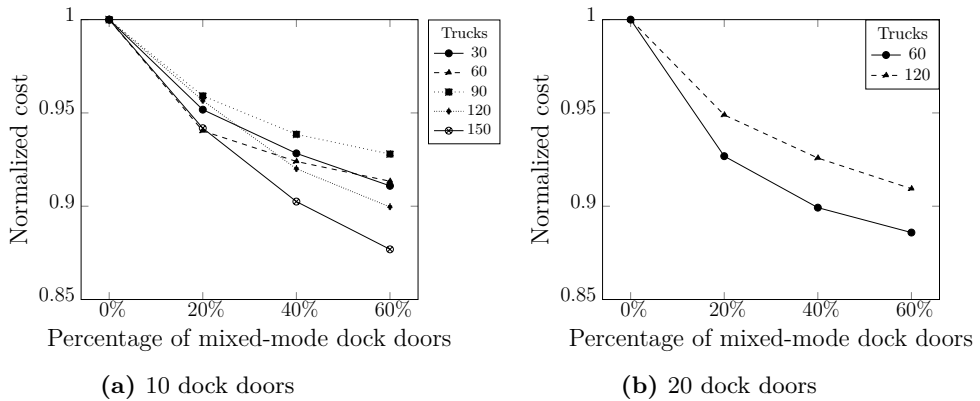 1
0.95
0.9
0.85
Normalized cost
0%
20%
40%
60%
Percentage of mixed-mode dock doors
Trucks
30
60
90
120
150
(a) 10 dock doors
1
0.95
0.9
0.85
Normalized cost
0%
20%
40%
60%
Percentage of mixed-mode dock doors
Trucks
60
120
(b) 20 dock doors